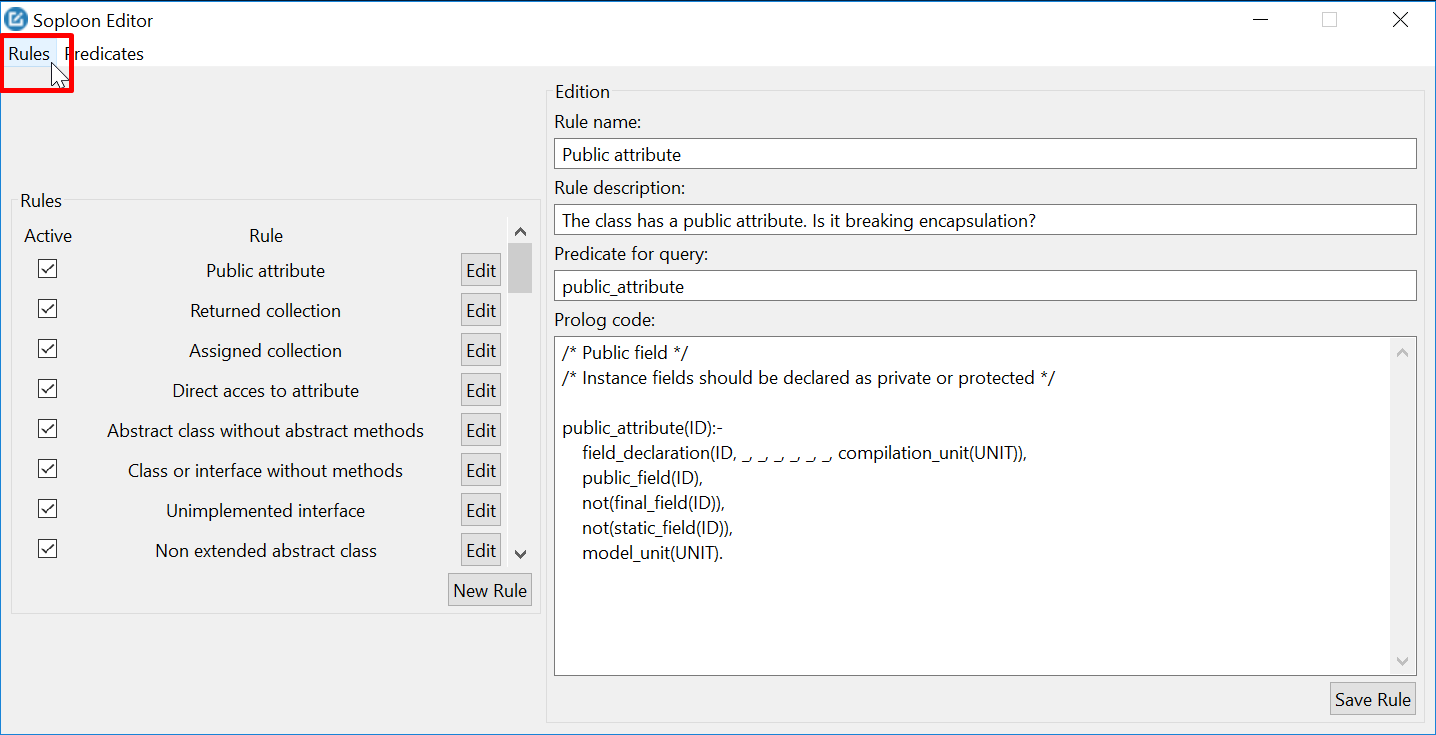 Soploon Editor
Rules Predicates
Rules
Active Rule
Public attribute Edit
Returned collection Edit
Assigned collection Edit
Direct acces to attribute Edit
Abstract class without abstract methods Edit
Class or interface without methods Edit
Unimplemented interface Edit
Non extended abstract class Edit
New Rule
Edition
Rule name:
Public attribute
Rule description:
The class has a public attribute. Is it breaking encapsulation?
Predicate for query:
public_attribute
Prolog code:
/* Public field */
/* Instance fields should be declared as private or protected */
public_attribute(ID):-
field_declaration(ID, _, _, _, _, _, _, compilation_unit(UNIT)),
public_field(ID),
not(final_field(ID)),
not(static_field(ID)),
model_unit(UNIT).
Save Rule